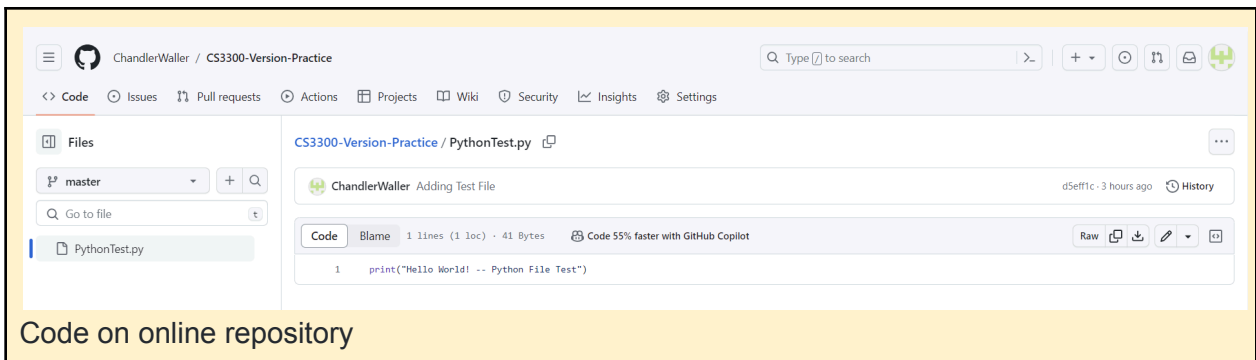 ChandlerWaller / CS3300-Version-Practice
Type / to search
Code Issues Pull requests Actions Projects Wiki Security Insights Settings
Files
master
Go to file t
PythonTest.py
CS3300-Version-Practice / PythonTest.py
ChandlerWaller Adding Test File d5eff1c · 3 hours ago History
Code Blame 1 lines (1 loc) · 41 Bytes Code 55% faster with GitHub Copilot Raw
1 print("Hello World! -- Python File Test")
Code on online repository